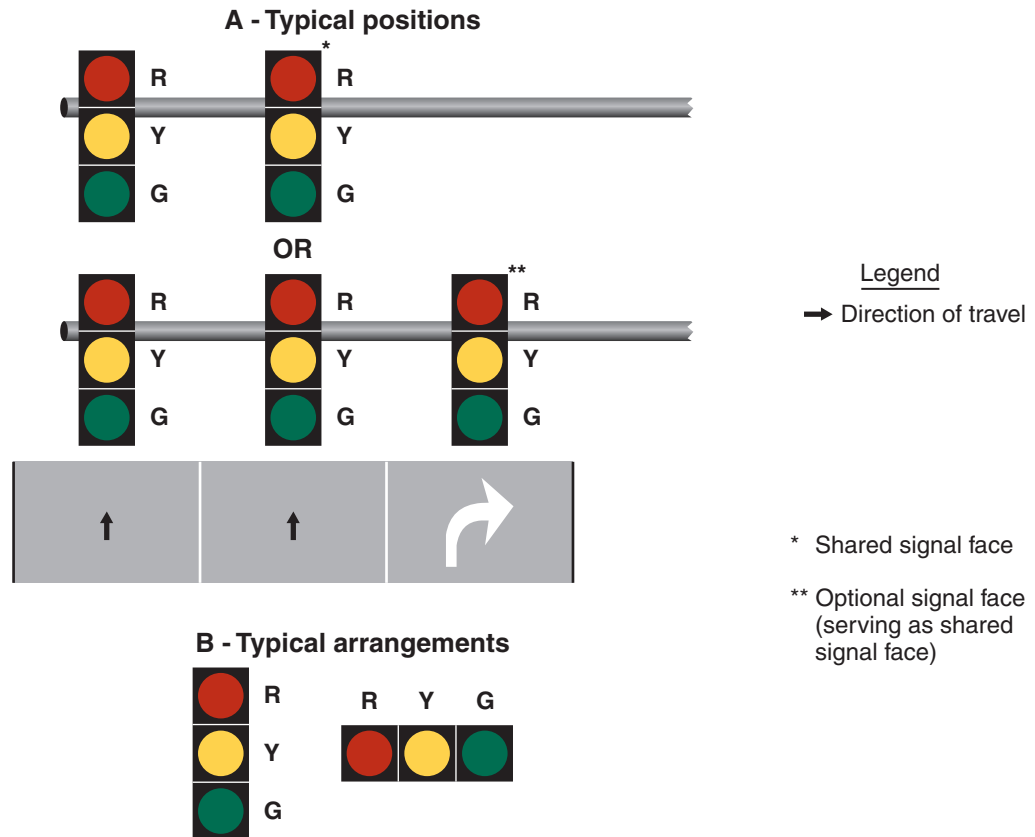 A - Typical positions
* 
R R
Y Y
G G
OR
**
R R R
Y Y Y
G G G
Legend
Direction of travel
* Shared signal face
** Optional signal face
(serving as shared
signal face)
B - Typical arrangements
R
Y
G
R Y G